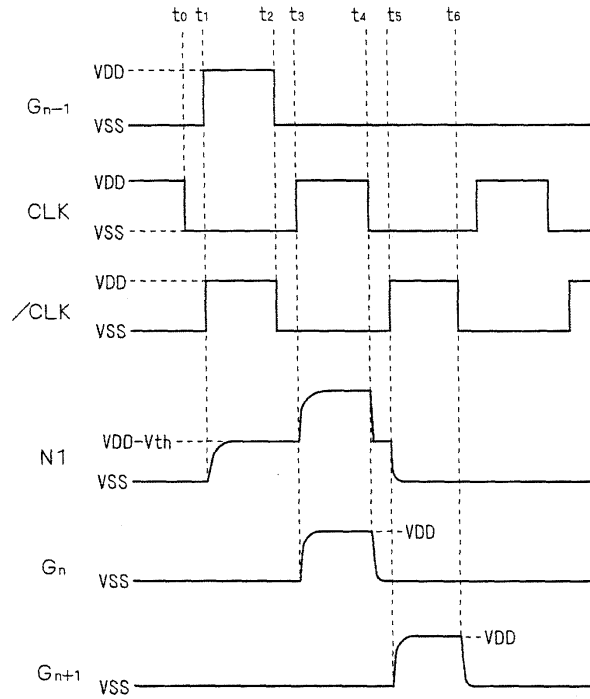 t0 t1 t2 t3 t4 t5 t6
VDD
Gn-1
VSS
VDD
CLK
VSS
VDD
/CLK
VSS
VDD-Vth
N1
VSS
VDD
Gn
VSS
VDD
Gn+1
VSS